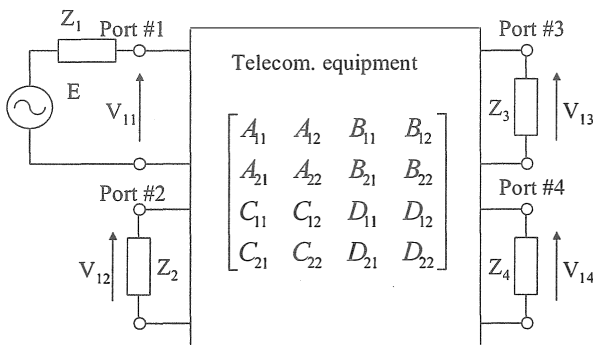 Z1 Port #1
E
V11
Port #2
V12 Z2
Telecom. equipment
A11 A12 B11 B12
A21 A22 B21 B22
C11 C12 D11 D12
C21 C22 D21 D22
Port #3
Z3 V13
Port #4
Z4 V14